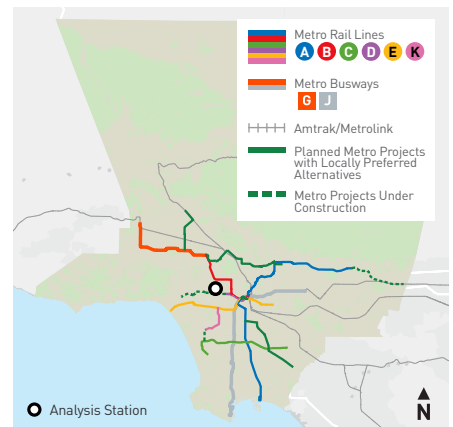 Metro Rail Lines
A B C D E K
Metro Busways
G J
Amtrak/Metrolink
Planned Metro Projects
with Locally Preferred
Alternatives
Metro Projects Under
Construction
Analysis Station
N